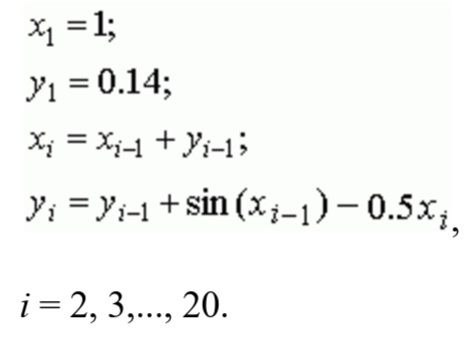 x₁ = 1;
y₁ = 0.14;
xᵢ = xᵢ₋₁ + yᵢ₋₁;
yᵢ = yᵢ₋₁ + sin (xᵢ₋₁) − 0.5xᵢ,
i = 2, 3,..., 20.